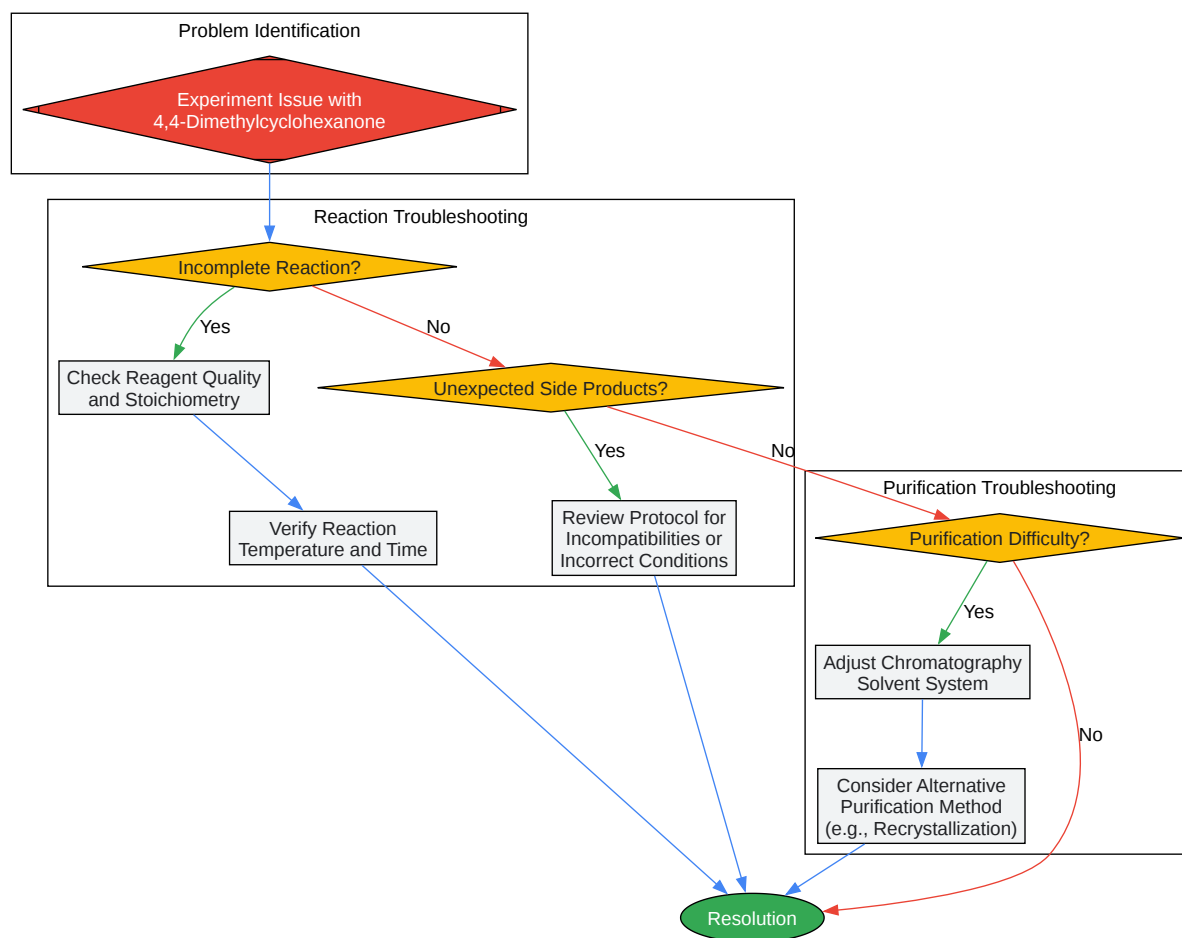 Problem Identification
Experiment Issue with
4,4-Dimethylcyclohexanone
Reaction Troubleshooting
Incomplete Reaction?
Yes
No
Check Reagent Quality
and Stoichiometry
Unexpected Side Products?
Yes
No
Verify Reaction
Temperature and Time
Review Protocol for
Incompatibilities or
Incorrect Conditions
Purification Troubleshooting
Purification Difficulty?
Yes
No
Adjust Chromatography
Solvent System
Consider Alternative
Purification Method
(e.g., Recrystallization)
Resolution